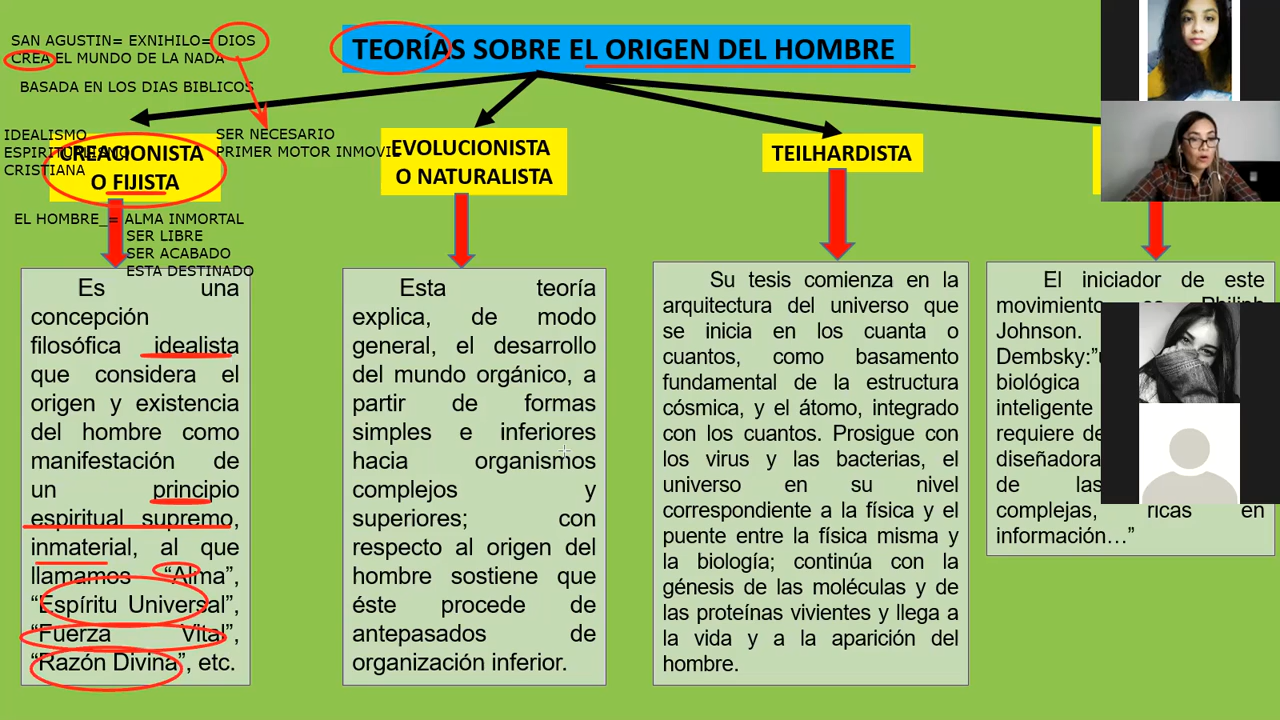 SAN AGUSTIN= EXNIHILO= DIOS
CREA EL MUNDO DE LA NADA
BASADA EN LOS DIAS BIBLICOS
TEORÍAS SOBRE EL ORIGEN DEL HOMBRE
IDEALISMO
ESPIRITUALISMO
CRISTIANA
SER NECESARIO
PRIMER MOTOR INMOVIL
CREACIONISTA
O FIJISTA
EL HOMBRE_= ALMA INMORTAL
SER LIBRE
SER ACABADO
ESTA DESTINADO
Es una
concepción
filosófica idealista
que considera el
origen y existencia
del hombre como
manifestación de
un principio
espiritual supremo,
inmaterial, al que
llamamos “Alma”,
“Espíritu Universal”,
“Fuerza Vital”,
“Razón Divina”, etc.
EVOLUCIONISTA
O NATURALISTA
Esta teoría
explica, de modo
general, el desarrollo
del mundo orgánico, a
partir de formas
simples e inferiores
hacia organismos
complejos y
superiores; con
respecto al origen del
hombre sostiene que
éste procede de
antepasados de
organización inferior.
TEILHARDISTA
Su tesis comienza en la
arquitectura del universo que
se inicia en los cuanta o
cuantos, como basamento
fundamental de la estructura
cósmica, y el átomo, integrado
con los cuantos. Prosigue con
los virus y las bacterias, el
universo en su nivel
correspondiente a la física y el
puente entre la física misma y
la biología; continúa con la
génesis de las moléculas y de
las proteínas vivientes y llega a
la vida y a la aparición del
hombre.
El iniciador de este
movimiento es Philiph
Johnson.
Dembsky:”
biológica
inteligente
requiere
diseñadora
de las
complejas, ricas en
información…”